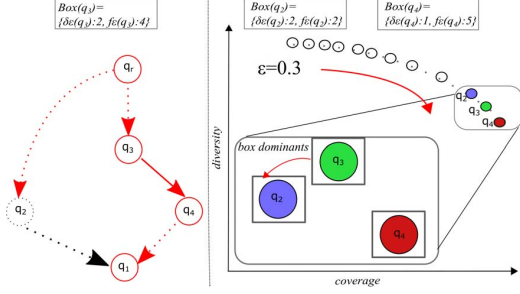 Box(q₃)=
{δε(q₃):2, fε(q₃):4}
Box(q₂)=
{δε(q₂):2, fε(q₂):2}
Box(q₄)=
{δε(q₄):1, fε(q₄):5}
qᵣ
q₃
q₂
q₄
q₁
ε=0.3
diversity
q₂
q₃
q₄
box dominants
q₃
q₂
q₄
coverage